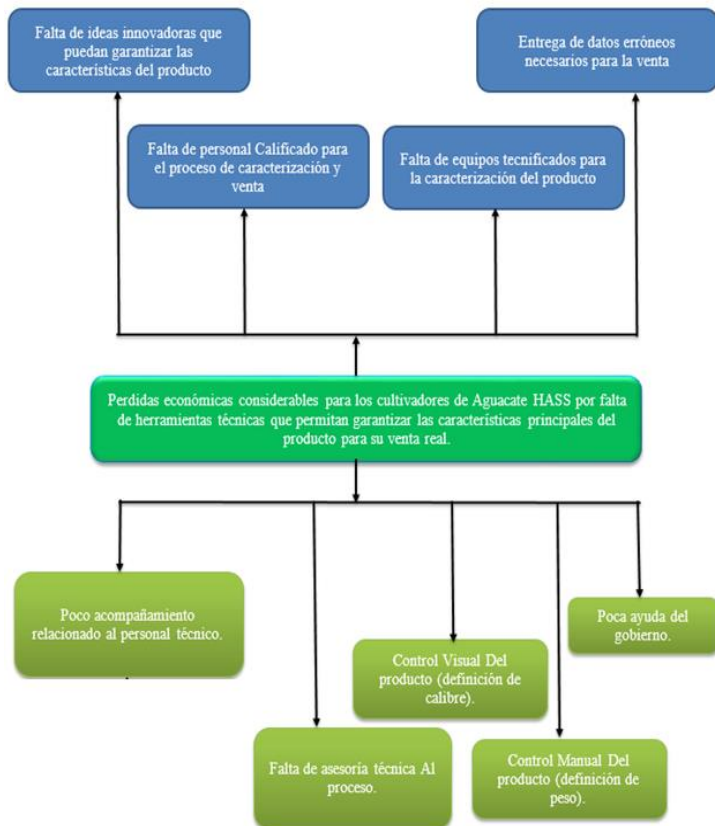 Falta de ideas innovadoras que
puedan garantizar las
características del producto
Entrega de datos erróneos
necesarios para la venta
Falta de personal Calificado para
el proceso de caracterización y
venta
Falta de equipos tecnificados para
la caracterización del producto
Perdidas económicas considerables para los cultivadores de Aguacate HASS por falta
de herramientas técnicas que permitan garantizar las características principales del
producto para su venta real.
Poco acompañamiento
relacionado al personal técnico.
Poca ayuda del
gobierno.
Control Visual Del
producto (definición de
calibre).
Falta de asesoría técnica Al
proceso.
Control Manual Del
producto (definición de
peso).